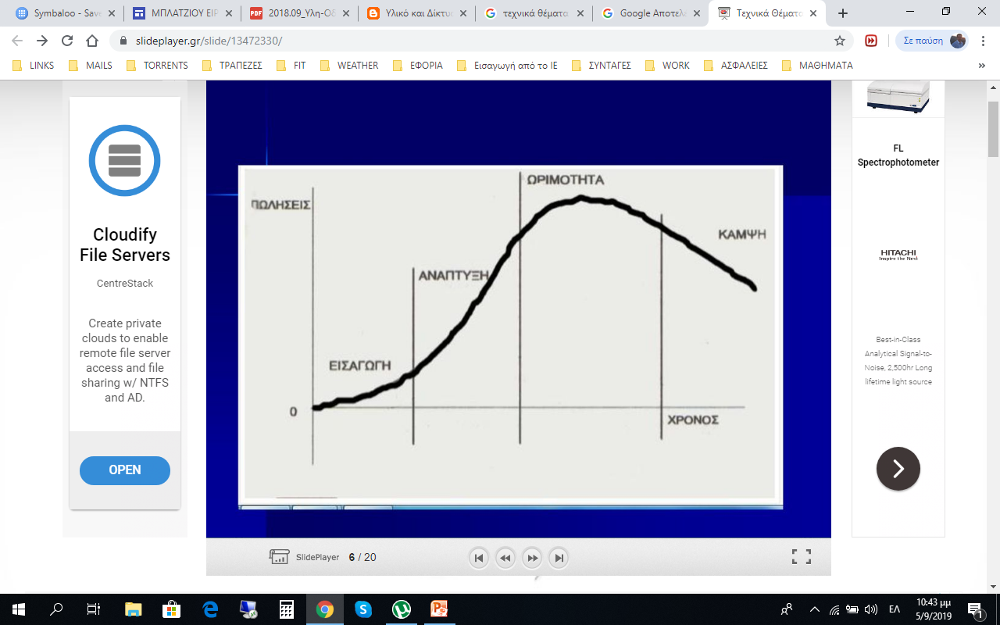 Symbaloo - Save
ΜΠΛΑΤΖΙΟΥ ΕΙΡ
2018.09_Υλη-Οδ
Υλικό και Δίκτυα
τεχνικά θέματα
Google Αποτελέ
Τεχνικά Θέματα
slideplayer.gr/slide/13472330/
Σε παύση
LINKS
MAILS
TORRENTS
ΤΡΑΠΕΖΕΣ
FIT
WEATHER
ΕΦΟΡΙΑ
Εισαγωγή από το IE
ΣΥΝΤΑΓΕΣ
WORK
ΑΣΦΑΛΕΙΕΣ
ΜΑΘΗΜΑΤΑ
»
Cloudify
File Servers
CentreStack
Create private
clouds to enable
remote file server
access and file
sharing w/ NTFS
and AD.
OPEN
ΠΩΛΗΣΕΙΣ
ΩΡΙΜΟΤΗΤΑ
ΚΑΜΨΗ
ΑΝΑΠΤΥΞΗ
ΕΙΣΑΓΩΓΗ
0
ΧΡΟΝΟΣ
FL
Spectrophotometer
HITACHI
Inspire the Next
Best-in-Class
Analytical Signal-to-
Noise, 2,500hr Long
lifetime light source
SlidePlayer
6 / 20
ΕΛ
10:43 μμ
5/9/2019
1